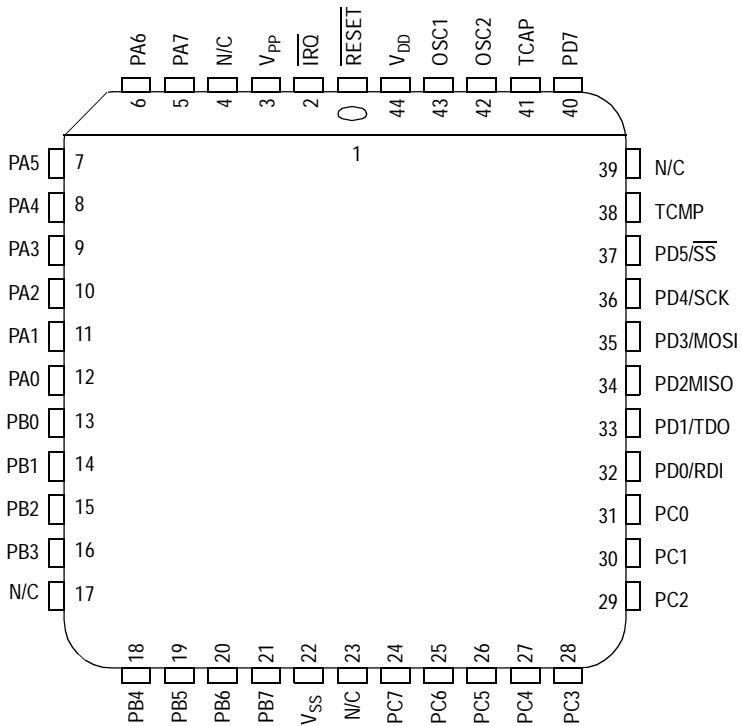 PA6 PA7 N/C VPP IRQ RESET VDD OSC1 OSC2 TCAP PD7
6 5 4 3 2 44 43 42 41 40
1
PA5 7 39 N/C
PA4 8 38 TCMP
PA3 9 37 PD5/SS
PA2 10 36 PD4/SCK
PA1 11 35 PD3/MOSI
PA0 12 34 PD2MISO
PB0 13 33 PD1/TDO
PB1 14 32 PD0/RDI
PB2 15 31 PC0
PB3 16 30 PC1
N/C 17 29 PC2
18 19 20 21 22 23 24 25 26 27 28
PB4 PB5 PB6 PB7 VSS N/C PC7 PC6 PC5 PC4 PC3